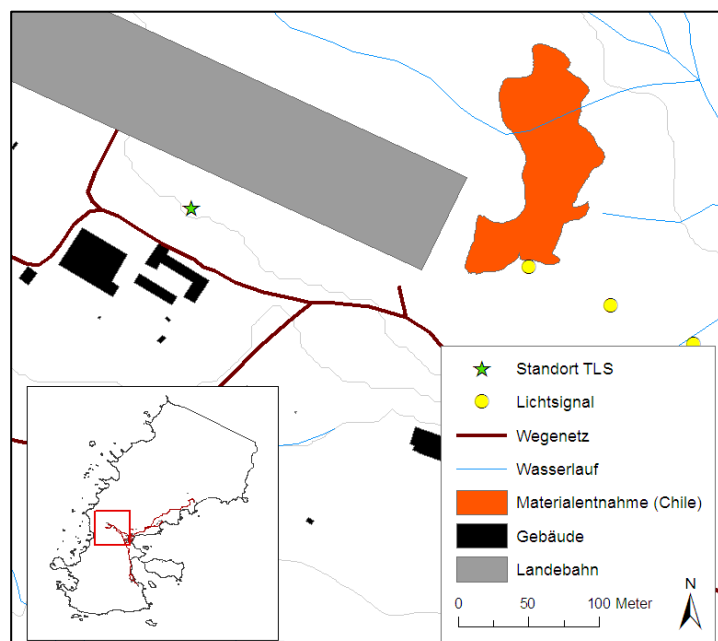 Standort TLS
Lichtsignal
Wegenetz
Wasserlauf
Materialentnahme (Chile)
Gebäude
Landebahn
N
0 50 100 Meter